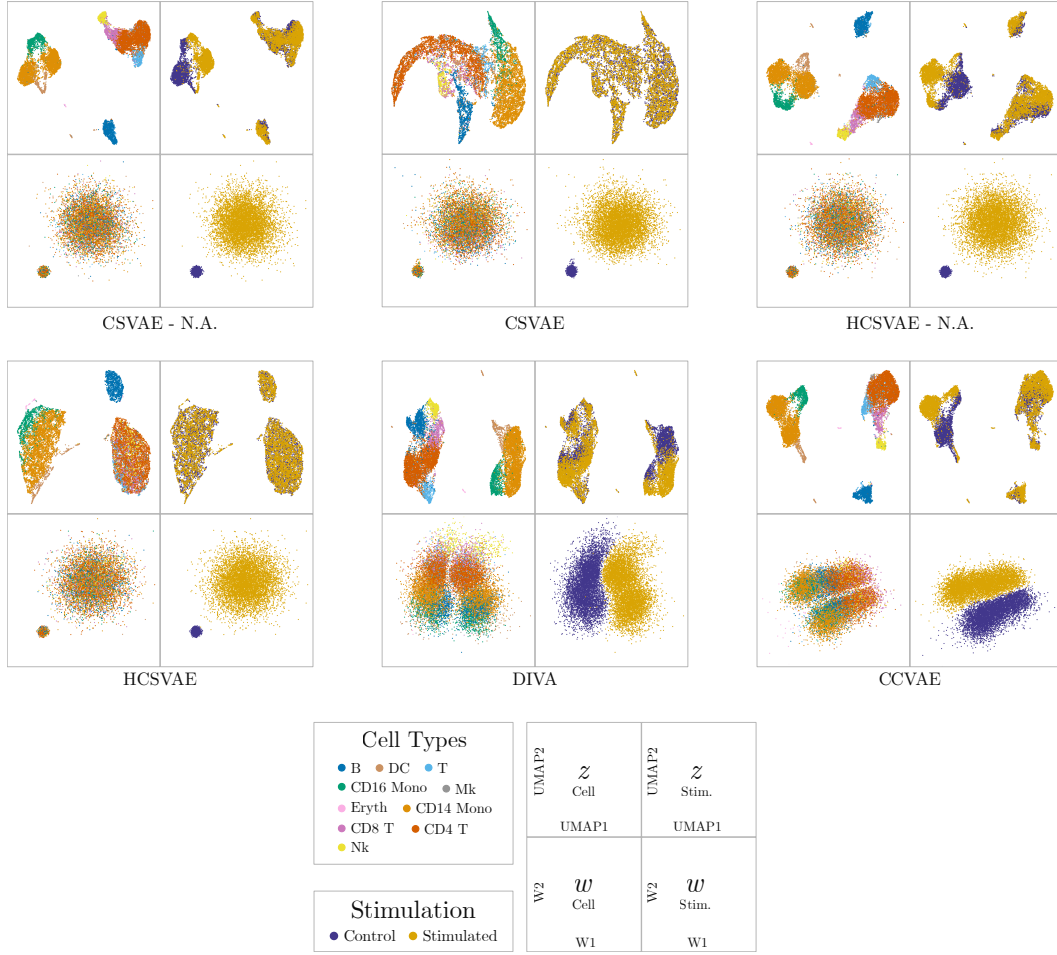 CSVAE - N.A.
CSVAE
HCSVAE - N.A.
HCSVAE
DIVA
CCVAE
Cell Types
B DC T
CD16 Mono Mk
Eryth CD14 Mono
CD8 T CD4 T
Nk
Stimulation
Control Stimulated
UMAP2
z
Cell
UMAP1
UMAP2
z
Stim.
UMAP1
W2
w
Cell
W1
W2
w
Stim.
W1